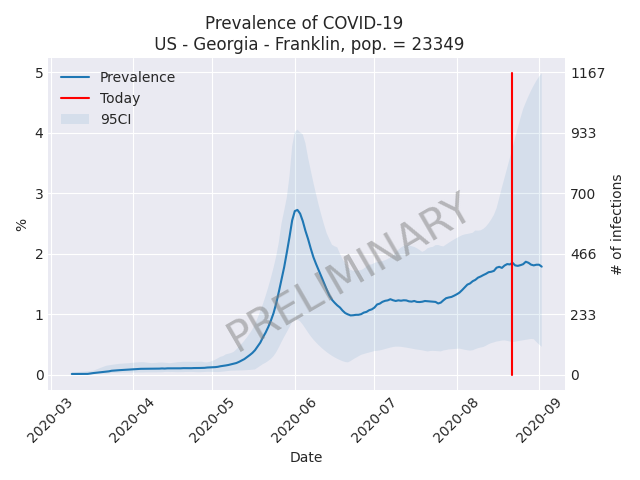 Prevalence of COVID-19
US - Georgia - Franklin, pop. = 23349
Prevalence
Today
95CI
5
4
3
2
1
0
%
1167
933
700
466
233
0
# of infections
PRELIMINARY
2020-03
2020-04
2020-05
2020-06
2020-07
2020-08
2020-09
Date